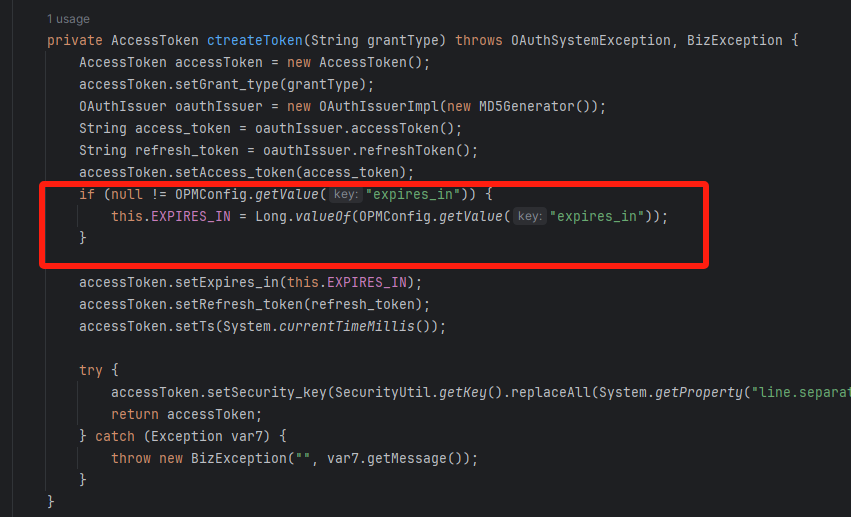 1 usage
private AccessToken ctreateToken(String grantType) throws OAuthSystemException, BizException {
AccessToken accessToken = new AccessToken();
accessToken.setGrant_type(grantType);
OAuthIssuer oauthIssuer = new OAuthIssuerImpl(new MD5Generator());
String access_token = oauthIssuer.accessToken();
String refresh_token = oauthIssuer.refreshToken();
accessToken.setAccess_token(access_token);
if (null != OPMConfig.getValue( key: "expires_in")) {
this.EXPIRES_IN = Long.valueOf(OPMConfig.getValue( key: "expires_in"));
}
accessToken.setExpires_in(this.EXPIRES_IN);
accessToken.setRefresh_token(refresh_token);
accessToken.setTs(System.currentTimeMillis());
try {
accessToken.setSecurity_key(SecurityUtil.getKey().replaceAll(System.getProperty("line.separat
return accessToken;
} catch (Exception var7) {
throw new BizException("", var7.getMessage());
}
}